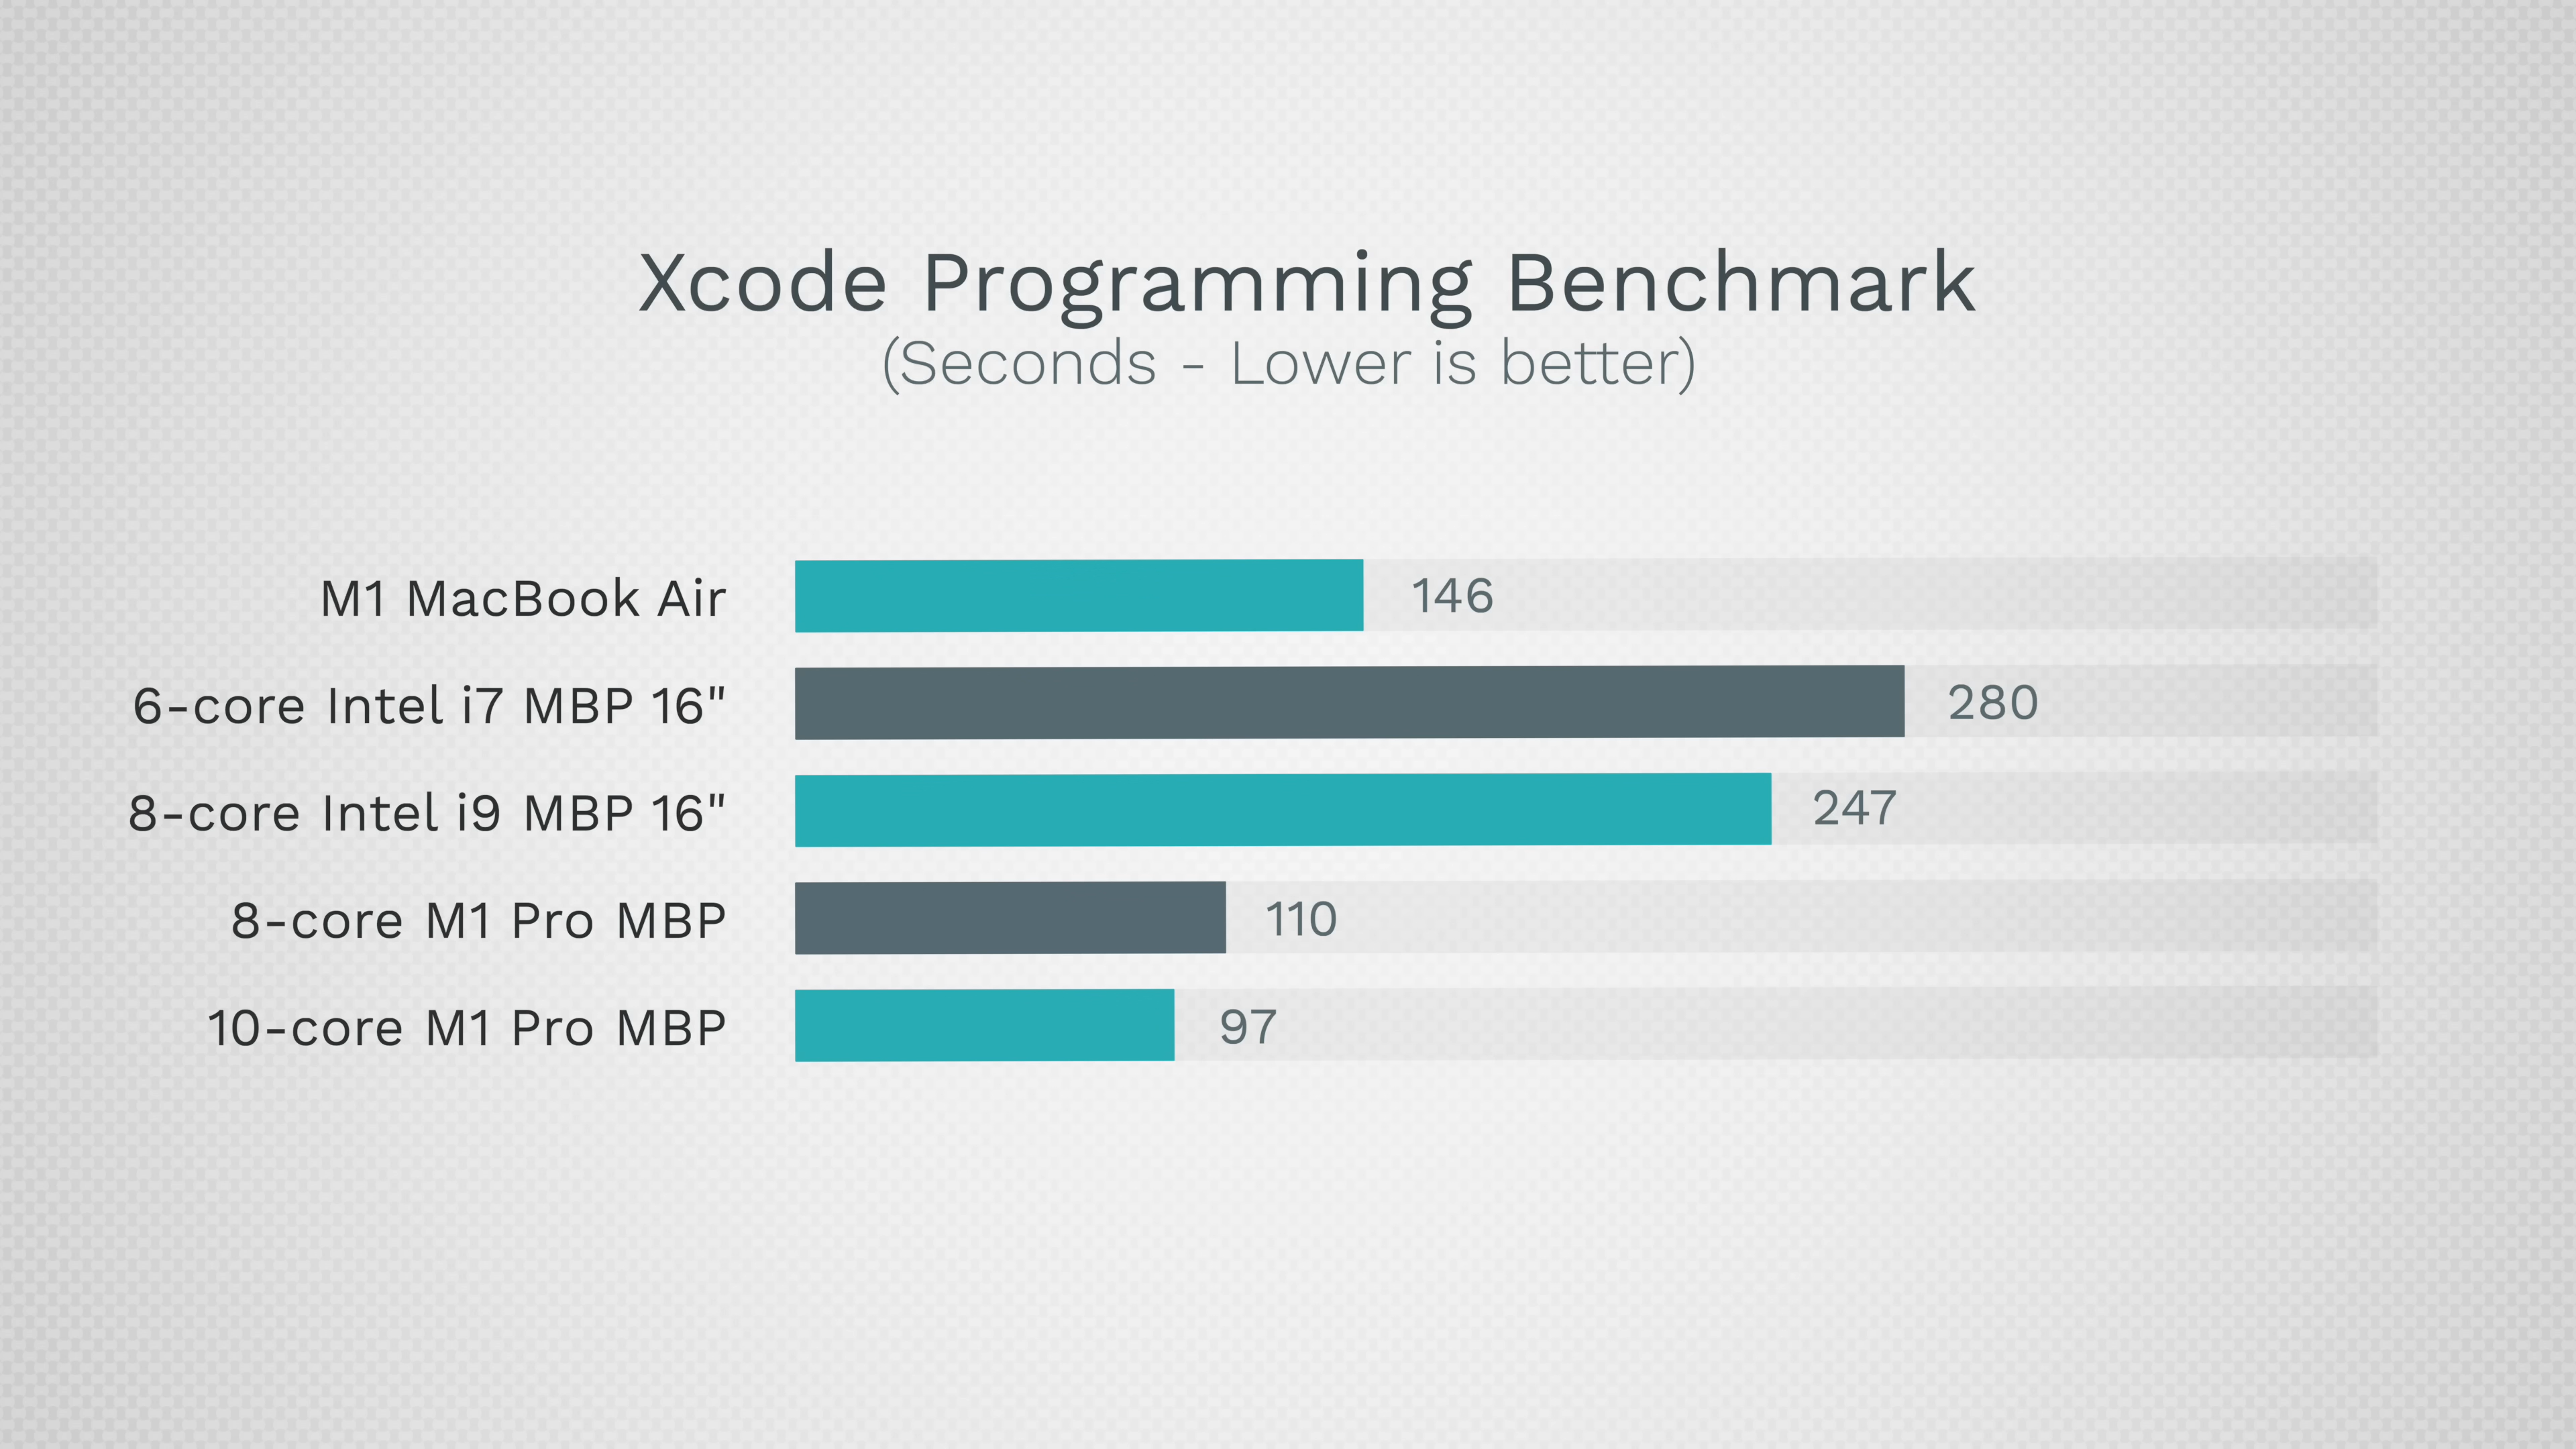 Xcode Programming Benchmark
(Seconds - Lower is better)
M1 MacBook Air 146
6-core Intel i7 MBP 16" 280
8-core Intel i9 MBP 16" 247
8-core M1 Pro MBP 110
10-core M1 Pro MBP 97